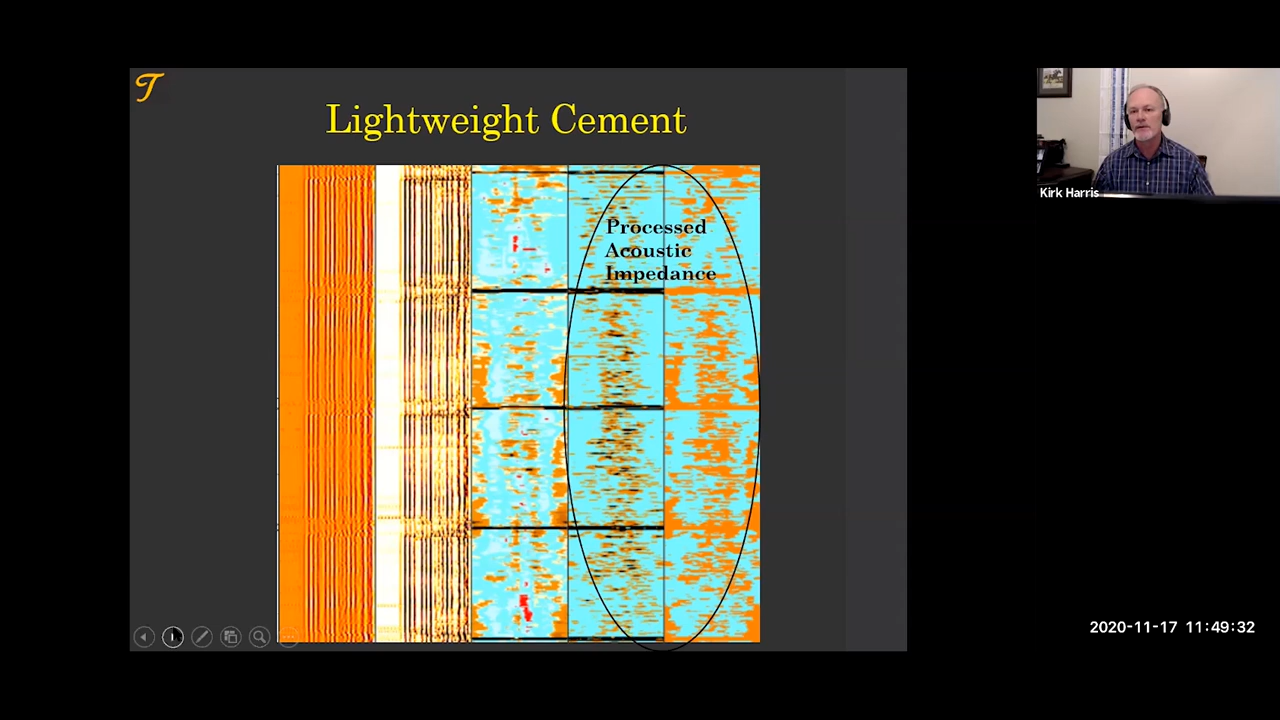 T
Lightweight Cement
Processed
Acoustic
Impedance
Kirk Harris
2020-11-17 11:49:32